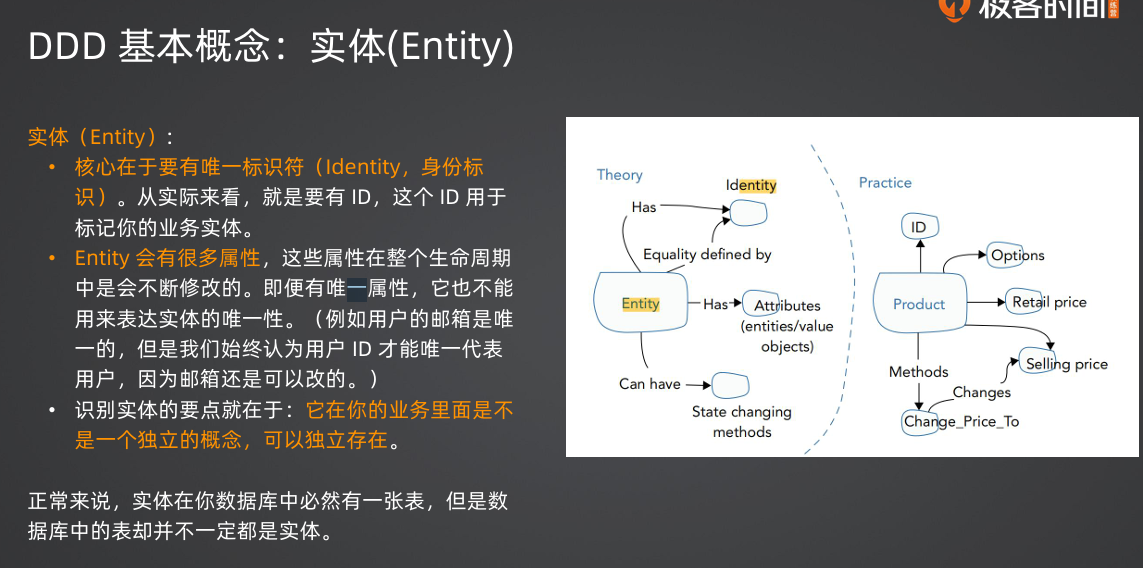 极客时间
DDD 基本概念：实体(Entity)
实体（Entity）：
• 核心在于要有唯一标识符（Identity，身份标
识）。从实际来看，就是要有 ID，这个 ID 用于
标记你的业务实体。
• Entity 会有很多属性，这些属性在整个生命周期
中是会不断修改的。即便有唯一属性，它也不能
用来表达实体的唯一性。（例如用户的邮箱是唯
一的，但是我们始终认为用户 ID 才能唯一代表
用户，因为邮箱还是可以改的。）
• 识别实体的要点就在于：它在你的业务里面是不
是一个独立的概念，可以独立存在。
正常来说，实体在你数据库中必然有一张表，但是数
据库中的表却并不一定都是实体。
Theory
Identity
Has
Equality defined by
Entity
Has
Attributes
(entities/value
objects)
Can have
State changing
methods
Practice
ID
Options
Product
Retail price
Selling price
Methods
Changes
Change_Price_To